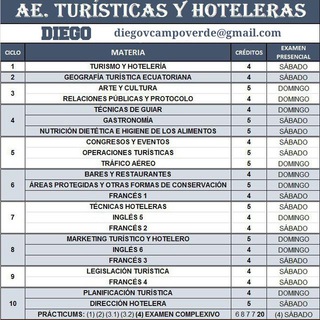 AE. TURÍSTICAS Y HOTELERAS
DIEGO diegovcampoverde@gmail.com
CICLO MATERIA CRÉDITOS EXAMEN PRESENCIAL
1 TURISMO Y HOTELERÍA 4 SÁBADO
2 GEOGRAFÍA TURÍSTICA ECUATORIANA 4 SÁBADO
3 ARTE Y CULTURA 5 DOMINGO
RELACIONES PÚBLICAS Y PROTOCOLO 4 DOMINGO
4 TÉCNICAS DE GUIAR 4 SÁBADO
GASTRONOMÍA 5 SÁBADO
NUTRICIÓN DIETÉTICA E HIGIENE DE LOS ALIMENTOS 5 SÁBADO
5 CONGRESOS Y EVENTOS 4 SÁBADO
OPERACIONES TURÍSTICAS 5 SÁBADO
TRÁFICO AÉREO 5 DOMINGO
6 BARES Y RESTAURANTES 4 DOMINGO
ÁREAS PROTEGIDAS Y OTRAS FORMAS DE CONSERVACIÓN 5 DOMINGO
FRANCÉS 1 4 SÁBADO
7 TÉCNICAS HOTELERAS 5 DOMINGO
INGLÉS 5 4 DOMINGO
FRANCÉS 2 4 SÁBADO
8 MARKETING TURÍSTICO Y HOTELERO 5 DOMINGO
INGLÉS 6 4 DOMINGO
FRANCÉS 3 4 SÁBADO
9 LEGISLACIÓN TURÍSTICA 4 SÁBADO
FRANCÉS 4 4 SÁBADO
10 PLANIFICACIÓN TURÍSTICA 4 DOMINGO
DIRECCIÓN HOTELERA 5 SÁBADO
PRÁCTICUMS: (1) (2) (3.1) (3.2) (4) EXAMEN COMPLEXIVO 6 8 7 7 20 (4) SÁBADO